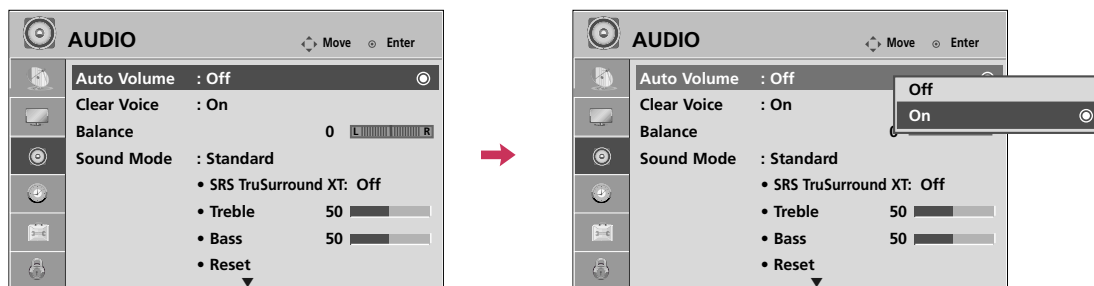 AUDIO Move Enter
Auto Volume : Off
Clear Voice : On
Balance 0 L R
Sound Mode : Standard
• SRS TruSurround XT: Off
• Treble 50
• Bass 50
• Reset
AUDIO Move Enter
Auto Volume : Off
Off
Clear Voice : On
On
Balance 0
Sound Mode : Standard
• SRS TruSurround XT: Off
• Treble 50
• Bass 50
• Reset